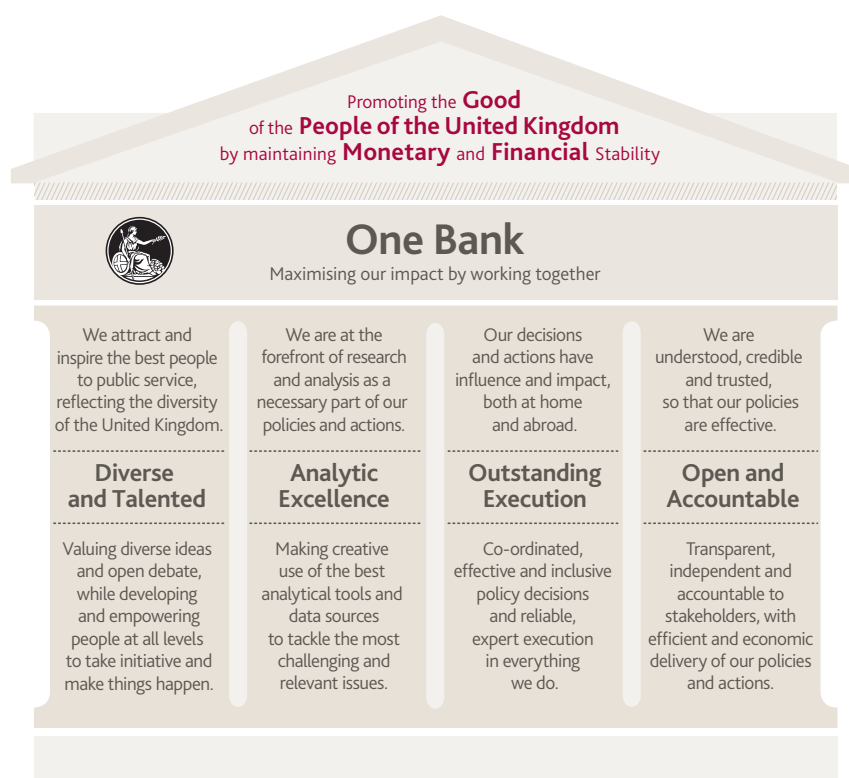 Promoting the Good
of the People of the United Kingdom
by maintaining Monetary and Financial Stability
One Bank
Maximising our impact by working together
We attract and
inspire the best people
to public service,
reflecting the diversity
of the United Kingdom.
Diverse
and Talented
Valuing diverse ideas
and open debate,
while developing
and empowering
people at all levels
to take initiative and
make things happen.
We are at the
forefront of research
and analysis as a
necessary part of our
policies and actions.
Analytic
Excellence
Making creative
use of the best
analytical tools and
data sources
to tackle the most
challenging and
relevant issues.
Our decisions
and actions have
influence and impact,
both at home
and abroad.
Outstanding
Execution
Co-ordinated,
effective and inclusive
policy decisions
and reliable,
expert execution
in everything
we do.
We are
understood, credible
and trusted,
so that our policies
are effective.
Open and
Accountable
Transparent,
independent and
accountable to
stakeholders, with
efficient and economic
delivery of our policies
and actions.